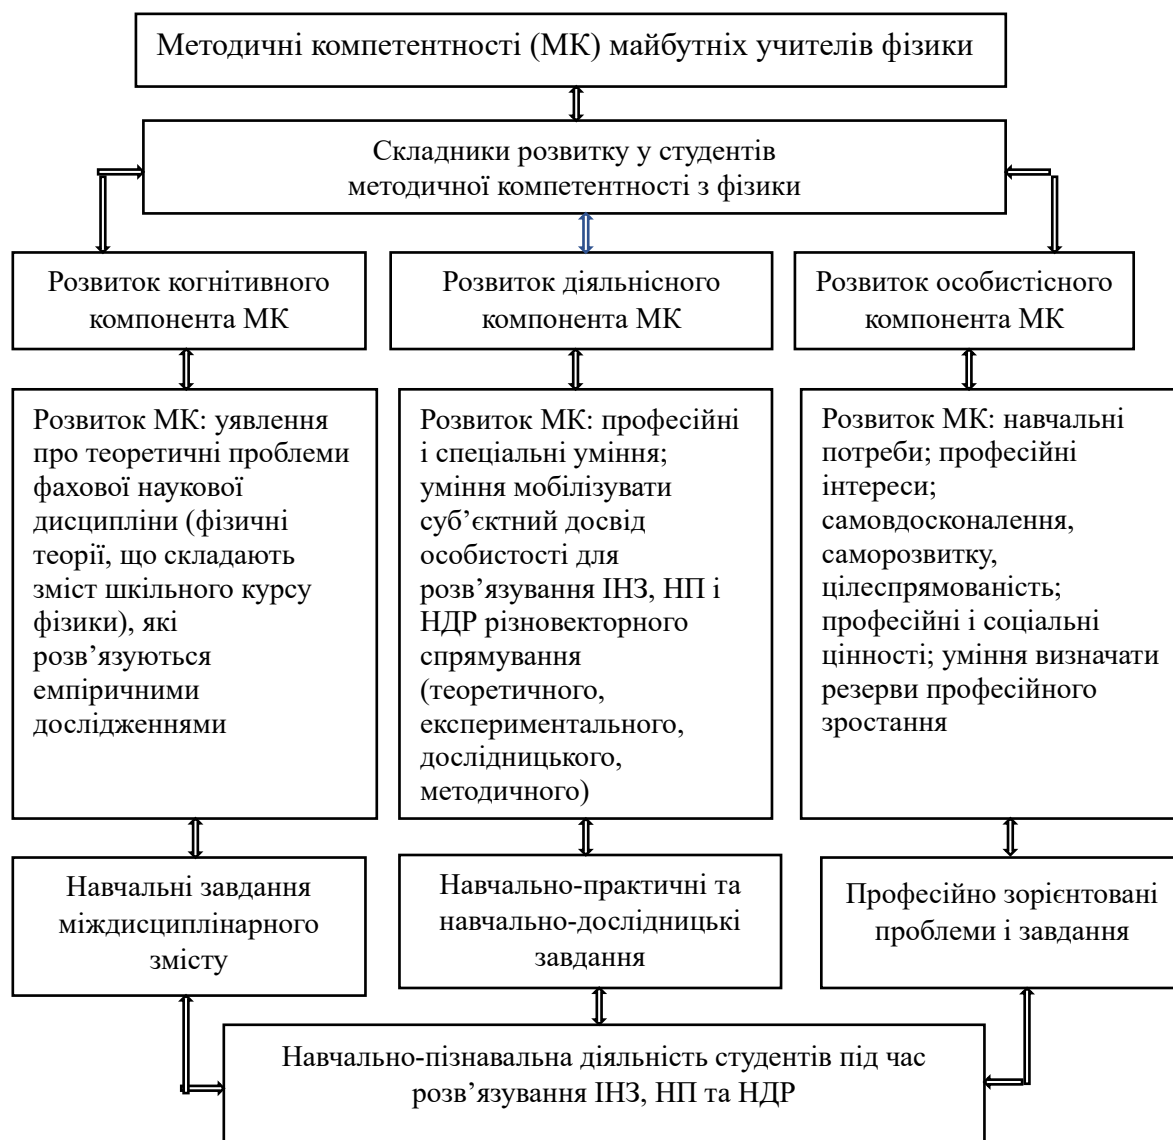 Методичні компетентності (МК) майбутніх учителів фізики
Складники розвитку у студентів
методичної компетентності з фізики
Розвиток когнітивного
компонента МК
Розвиток діяльнісного
компонента МК
Розвиток особистісного
компонента МК
Розвиток МК: уявлення
про теоретичні проблеми
фахової наукової
дисципліни (фізичні
теорії, що складають
зміст шкільного курсу
фізики), які
розв’язуються
емпіричними
дослідженнями
Розвиток МК: професійні
і спеціальні уміння;
уміння мобілізувати
суб’єктний досвід
особистості для
розв’язування ІНЗ, НП і
НДР різновекторного
спрямування
(теоретичного,
експериментального,
дослідницького,
методичного)
Розвиток МК: навчальні
потреби; професійні
інтереси;
самовдосконалення,
саморозвитку,
цілеспрямованість;
професійні і соціальні
цінності; уміння визначати
резерви професійного
зростання
Навчальні завдання
міждисциплінарного
змісту
Навчально-практичні та
навчально-дослідницькі
завдання
Професійно зорієнтовані
проблеми і завдання
Навчально-пізнавальна діяльність студентів під час
розв’язування ІНЗ, НП та НДР